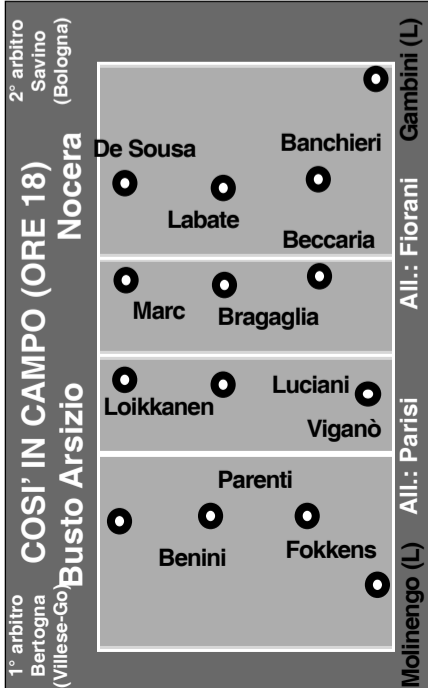 2° arbitro
Savino
(Bologna)
COSI' IN CAMPO (ORE 18)
Nocera
Busto Arsizio
De Sousa
Banchieri
Labate
Beccaria
Marc
Bragaglia
Loikkanen
Luciani
Viganò
Parenti
Benini
Fokkens
Gambini (L)
All.: Fiorani
All.: Parisi
Molinengo (L)
1° arbitro
Bertogna
(Villese-Go)